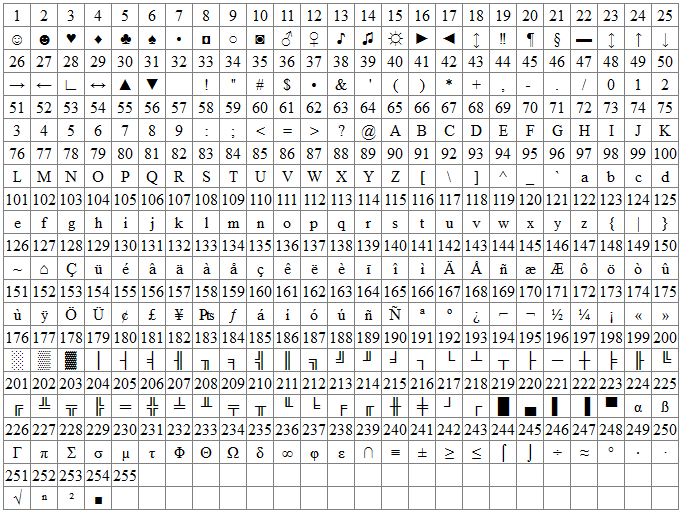 1 2 3 4 5 6 7 8 9 10 11 12 13 14 15 16 17 18 19 20 21 22 23 24 25
☺ ☻ ♥ ♦ ♣ ♠ • ◘ ○ ◙ ♂ ♀ ♪ ♫ ☼ ► ◄ ↕ ‼ ¶ § ▬ ↨ ↑ ↓
26 27 28 29 30 31 32 33 34 35 36 37 38 39 40 41 42 43 44 45 46 47 48 49 50
→ ← ∟ ↔ ▲ ▼ ! " # $ • & ' ( ) * + , - . / 0 1 2
51 52 53 54 55 56 57 58 59 60 61 62 63 64 65 66 67 68 69 70 71 72 73 74 75
3 4 5 6 7 8 9 : ; < = > ? @ A B C D E F G H I J K
76 77 78 79 80 81 82 83 84 85 86 87 88 89 90 91 92 93 94 95 96 97 98 99 100
L M N O P Q R S T U V W X Y Z [ \ ] ^ _ ` a b c d
101 102 103 104 105 106 107 108 109 110 111 112 113 114 115 116 117 118 119 120 121 122 123 124 125
e f g h i j k l m n o p q r s t u v w x y z { | }
126 127 128 129 130 131 132 133 134 135 136 137 138 139 140 141 142 143 144 145 146 147 148 149 150
~ ⌂ Ç ü é â ä à å ç ê ë è ï î ì Ä Å ñ æ Æ ô ö ò û
151 152 153 154 155 156 157 158 159 160 161 162 163 164 165 166 167 168 169 170 171 172 173 174 175
ù ÿ Ö Ü ¢ £ ¥ ₧ ƒ á í ó ú ñ Ñ ª º ¿ ⌐ ¬ ½ ¼ ¡ « »
176 177 178 179 180 181 182 183 184 185 186 187 188 189 190 191 192 193 194 195 196 197 198 199 200
░ ▒ ▓ │ ┤ ╡ ╢ ╖ ╕ ╣ ║ ╗ ╝ ╜ ╛ ┐ └ ┴ ┬ ├ ─ ┼ ╞ ╟ ╚
201 202 203 204 205 206 207 208 209 210 211 212 213 214 215 216 217 218 219 220 221 222 223 224 225
╔ ╩ ╦ ╠ ═ ╬ ╧ ╨ ╤ ╥ ╙ ╘ ╒ ╓ ╫ ╪ ┘ ┌ █ ▄ ▌ ▐ ▀ α ß
226 227 228 229 230 231 232 233 234 235 236 237 238 239 240 241 242 243 244 245 246 247 248 249 250
Γ π Σ σ µ τ Φ Θ Ω δ ∞ φ ε ∩ ≡ ± ≥ ≤ ⌠ ⌡ ÷ ≈ ° ∙ ·
251 252 253 254 255
√ ⁿ ² ■